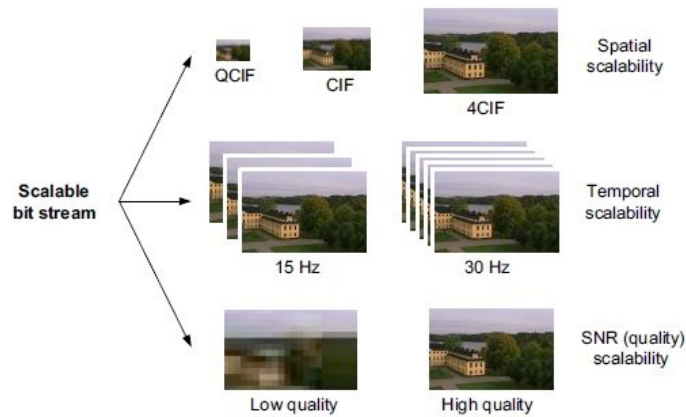 QCIF
CIF
4CIF
Spatial
scalability
Scalable
bit stream
15 Hz
30 Hz
Temporal
scalability
Low quality
High quality
SNR (quality)
scalability